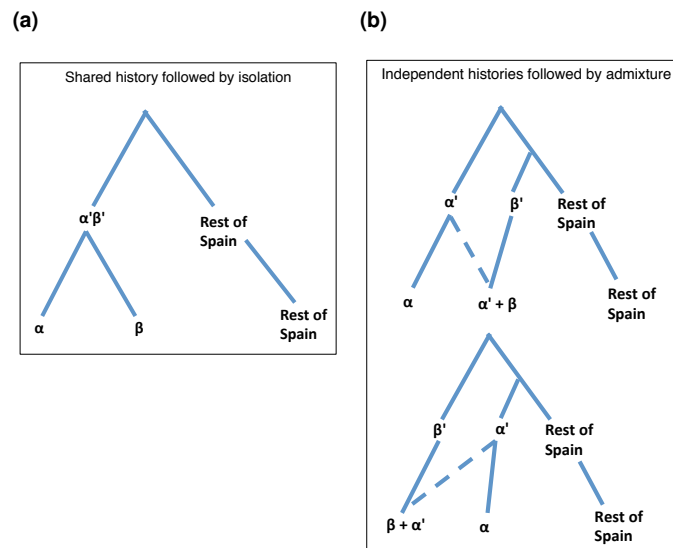 (a)
Shared history followed by isolation
α'β'
Rest of
Spain
α
β
Rest of
Spain
(b)
Independent histories followed by admixture
α'
β'
Rest of
Spain
α
α' + β
Rest of
Spain
β'
α'
Rest of
Spain
β + α'
α
Rest of
Spain